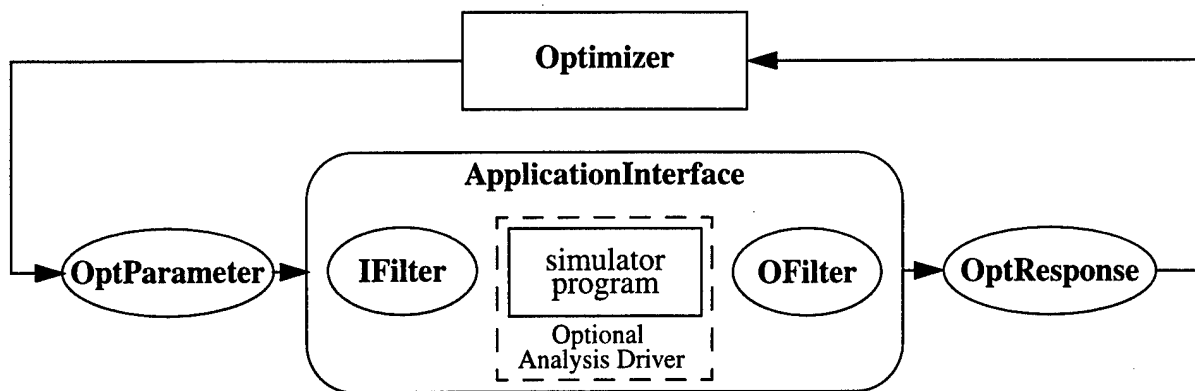 Optimizer
ApplicationInterface
OptParameter
IFilter
simulator
program
OFilter
OptResponse
Optional
Analysis Driver